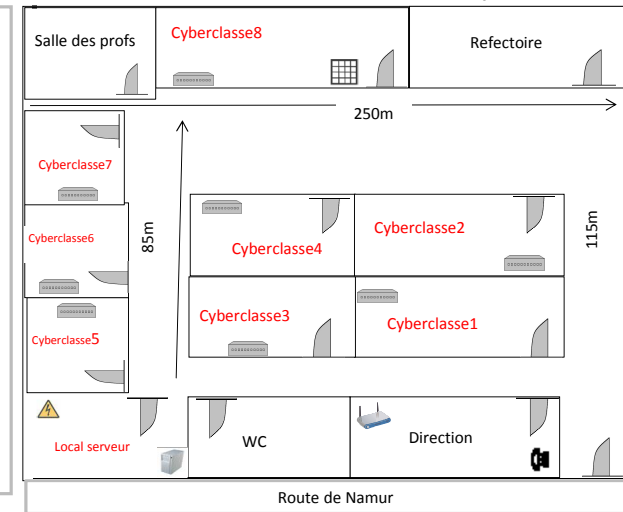 Salle des profs
Cyberclasse8
Refectoire
250m
Cyberclasse7
Cyberclasse6
85m
Cyberclasse4
Cyberclasse2
115m
Cyberclasse5
Cyberclasse3
Cyberclasse1
Local serveur
WC
Direction
Route de Namur